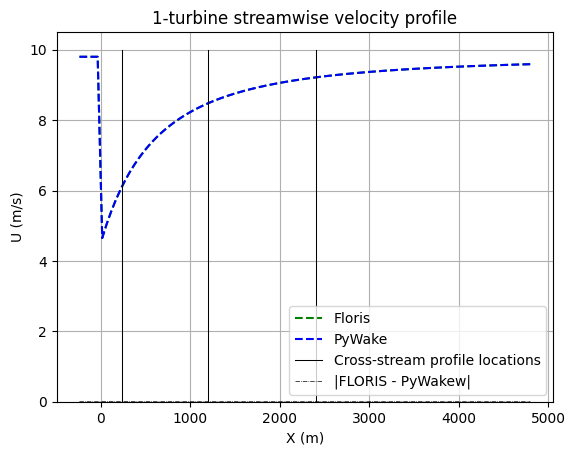 1-turbine streamwise velocity profile
U (m/s)
10
8
6
4
2
0
Floris
PyWake
Cross-stream profile locations
|FLORIS - PyWakew|
0
1000
2000
3000
4000
5000
X (m)